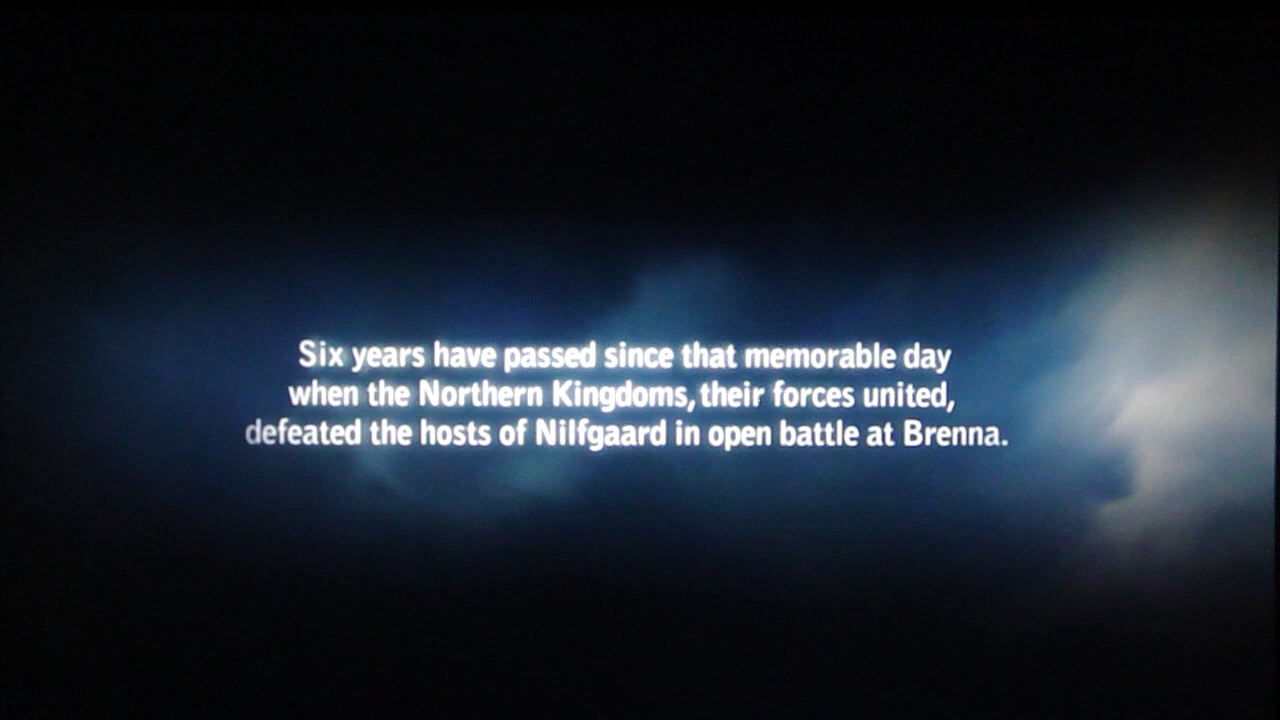 Six years have passed since that memorable day
when the Northern Kingdoms, their forces united,
defeated the hosts of Nilfgaard in open battle at Brenna.